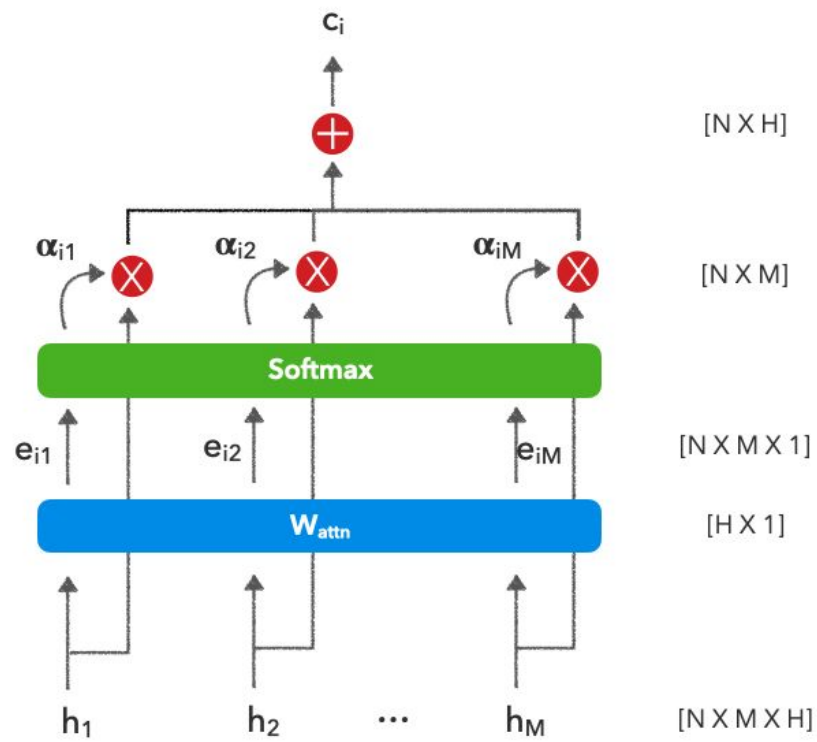 cᵢ
[N X H]
αᵢ₁ αᵢ₂ αᵢM [N X M]
Softmax
eᵢ₁ eᵢ₂ eᵢM [N X M X 1]
Wattn [H X 1]
h₁ h₂ ... hM [N X M X H]